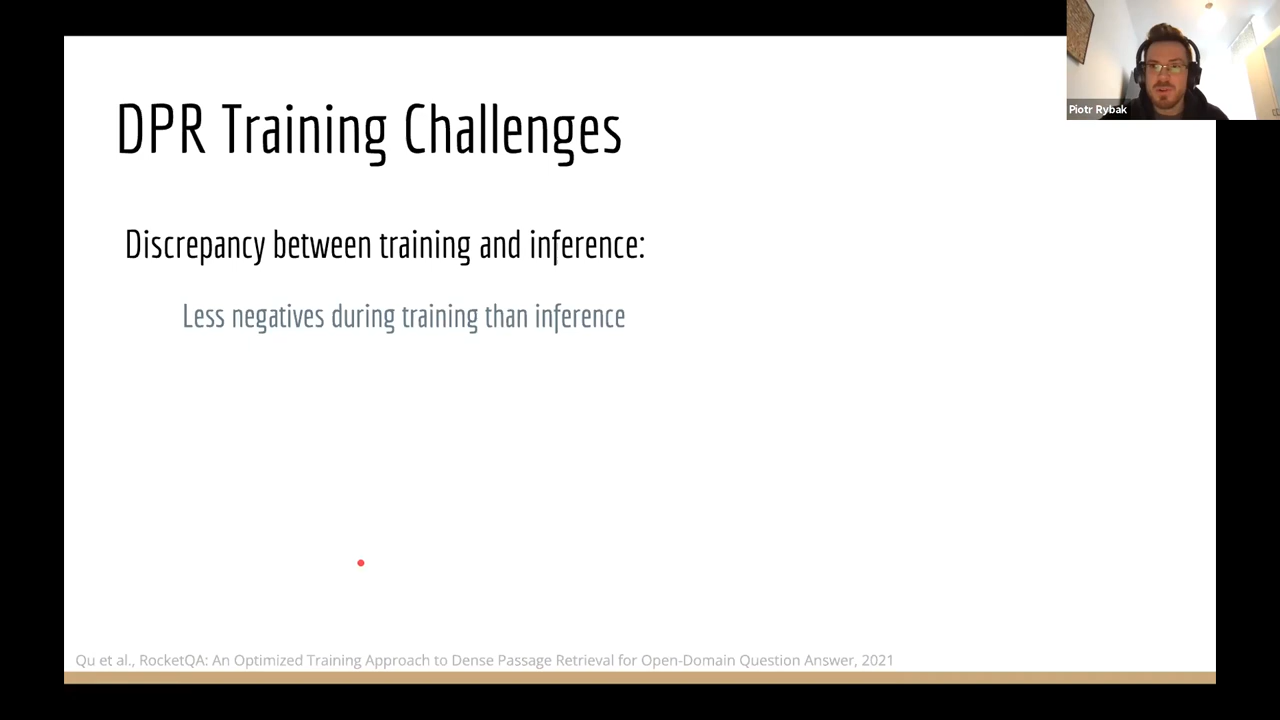 DPR Training Challenges
Piotr Rybak
Discrepancy between training and inference:
Less negatives during training than inference
Qu et al., RocketQA: An Optimized Training Approach to Dense Passage Retrieval for Open-Domain Question Answer, 2021